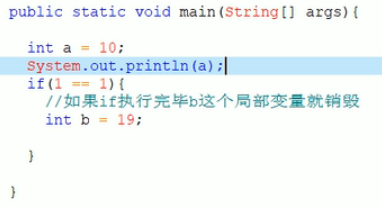 public static void main(String[] args){
int a = 10;
System.out.println(a);
if(1 == 1){
//如果if执行完毕b这个局部变量就销毁
int b = 19;
}
}